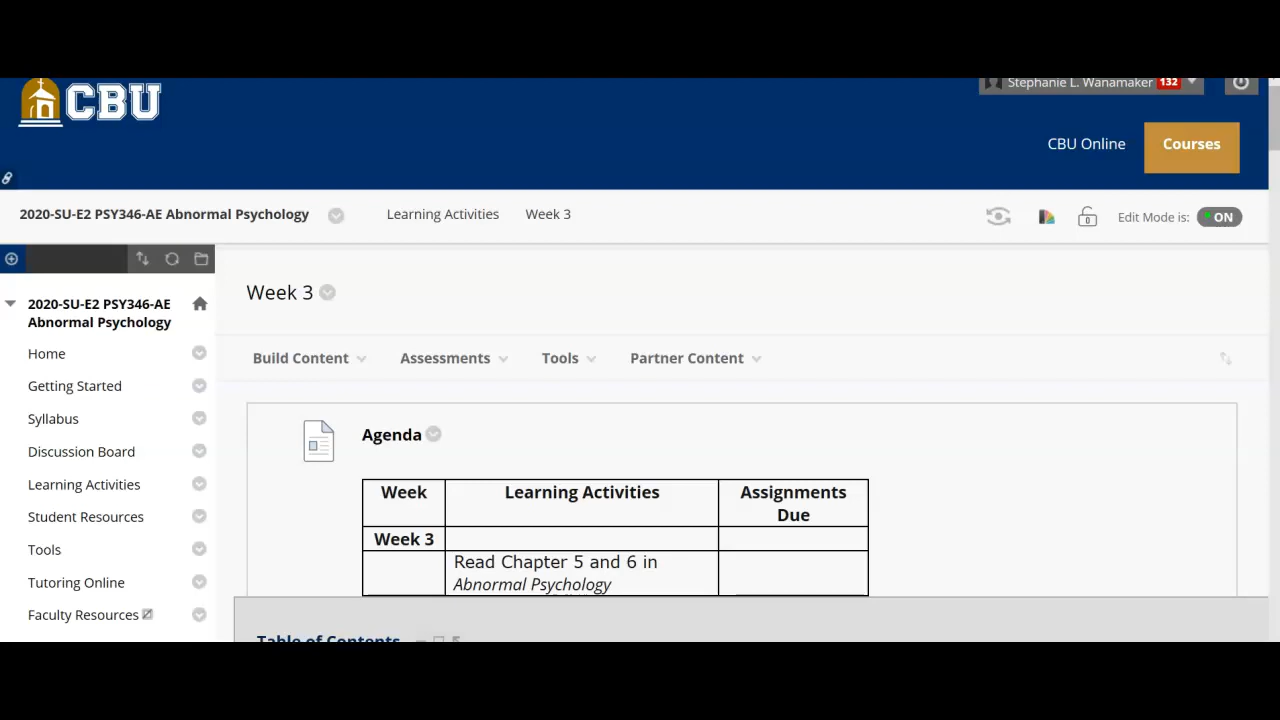 CBU
Stephanie L. Wanamaker 132
CBU Online
Courses
2020-SU-E2 PSY346-AE Abnormal Psychology
Learning Activities
Week 3
Edit Mode is:
ON
2020-SU-E2 PSY346-AE
Abnormal Psychology
Home
Getting Started
Syllabus
Discussion Board
Learning Activities
Student Resources
Tools
Tutoring Online
Faculty Resources
Week 3
Build Content
Assessments
Tools
Partner Content
Agenda
Week
Learning Activities
Assignments
Due
Week 3
Read Chapter 5 and 6 in
Abnormal Psychology
Table of Contents